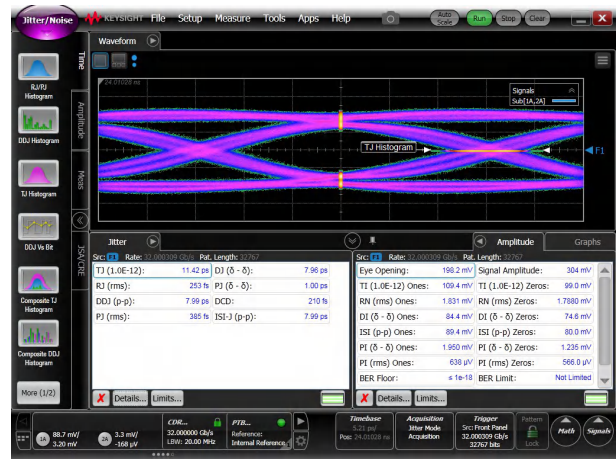 Jitter/Noise
KEYSIGHT File Setup Measure Tools Apps Help
Auto Scale
Run
Stop
Clear
Waveform
Time
Amplitude
Meas
JSA/CRE
RJ/PJ
Histogram
DDJ Histogram
TJ Histogram
DDJ Vs Bit
Composite TJ
Histogram
Composite DDJ
Histogram
More (1/2)
24.01028 ns
Signals
Sub[1A,2A]
TJ Histogram
F1
Jitter
Src: F1 Rate: 32.000309 Gb/s Pat. Length: 32767
TJ (1.0E-12): 11.42 ps DJ (δ - δ): 7.96 ps
RJ (rms): 253 fs PJ (δ - δ): 1.00 ps
DDJ (p-p): 7.99 ps DCD: 210 fs
PJ (rms): 385 fs ISI-J (p-p): 7.99 ps
Details...
Limits...
Amplitude
Graphs
Src: F1 Rate: 32.000309 Gb/s Pat. Length: 32767
Eye Opening: 198.2 mV Signal Amplitude: 304 mV
TI (1.0E-12) Ones: 109.4 mV TI (1.0E-12) Zeros: 99.0 mV
RN (rms) Ones: 1.831 mV RN (rms) Zeros: 1.7880 mV
DI (δ - δ) Ones: 84.4 mV DI (δ - δ) Zeros: 74.6 mV
ISI (p-p) Ones: 89.4 mV ISI (p-p) Zeros: 80.0 mV
PI (δ - δ) Ones: 1.950 mV PI (δ - δ) Zeros: 1.235 mV
PI (rms) Ones: 638 μV PI (rms) Zeros: 566.0 μV
BER Floor: ≤ 1e-18 BER Limit: Not Limited
Details...
Limits...
1A 88.7 mV/
3.20 mV
2A 3.3 mV/
-168 μV
CDR...
32.000000 Gb/s
LBW: 20.00 MHz
PTB...
Reference:
Internal Reference
Timebase
5.21 ps/
Pos: 24.01028 ns
Acquisition
Jitter Mode
Acquisition
Trigger
Src: Front Panel
32.000309 Gb/s
32767 bits
Pattern
Lock
Math
Signals